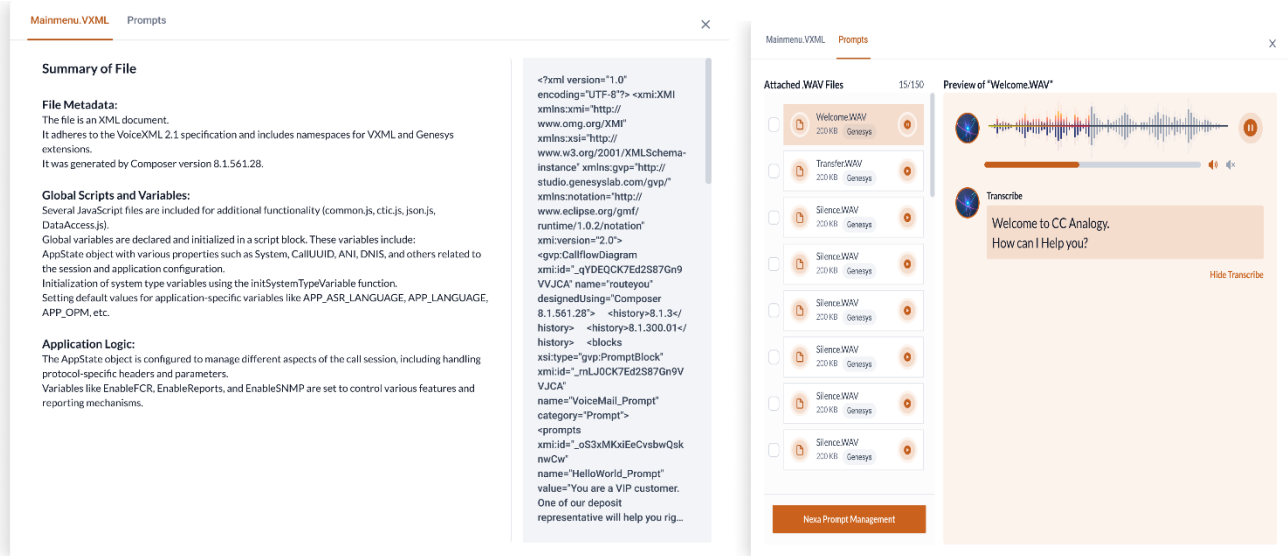 Mainmenu.VXML Prompts
Summary of File
File Metadata:
The file is an XML document.
It adheres to the VoiceXML 2.1 specification and includes namespaces for VXML and Genesys
extensions.
It was generated by Composer version 8.1.561.28.
Global Scripts and Variables:
Several JavaScript files are included for additional functionality (common.js, ctic.js, json.js,
DataAccess.js).
Global variables are declared and initialized in a script block. These variables include:
AppState object with various properties such as System, CallUUID, ANI, DNIS, and others related to
the session and application configuration.
Initialization of system type variables using the initSystemTypeVariable function.
Setting default values for application-specific variables like APP_ASR_LANGUAGE, APP_LANGUAGE,
APP_OPM, etc.
Application Logic:
The AppState object is configured to manage different aspects of the call session, including handling
protocol-specific headers and parameters.
Variables like EnableFCR, EnableReports, and EnableSNMP are set to control various features and
reporting mechanisms.
<?xml version="1.0"
encoding="UTF-8"?> <xmi:XMI
xmlns:xmi="http://
www.omg.org/XMI"
xmlns:xsi="http://
www.w3.org/2001/XMLSchema-
instance" xmlns:gvp="http://
studio.genesyslab.com/gvp/"
xmlns:notation="http://
www.eclipse.org/gmf/
runtime/1.0.2/notation"
xmi:version="2.0">
<gvp:CallflowDiagram
xmi:id="_qYDEQCK7Ed2S87Gn9
VVJCA" name="routeyou"
designedUsing="Composer
8.1.561.28"> <history>8.1.3</
history> <history>8.1.300.01</
history> <blocks
xsi:type="gvp:PromptBlock"
xmi:id="_rnLJ0CK7Ed2S87Gn9V
VJCA"
name="VoiceMail_Prompt"
category="Prompt">
<prompts
xmi:id="_oS3xMKxiEeCvsbwQsk
nwCw"
name="HelloWorld_Prompt"
value="You are a VIP customer.
One of our deposit
representative will help you rig...
Mainmenu.VXML Prompts
X
Attached .WAV Files 15/150
Welcome.WAV
200 KB Genesys
Transfer.WAV
200 KB Genesys
Silence.WAV
200 KB Genesys
Silence.WAV
200 KB Genesys
Silence.WAV
200 KB Genesys
Silence.WAV
200 KB Genesys
Silence.WAV
200 KB Genesys
Silence.WAV
200 KB Genesys
Nexa Prompt Management
Preview of "Welcome.WAV"
Transcribe
Welcome to CC Analogy.
How can I Help you?
Hide Transcribe